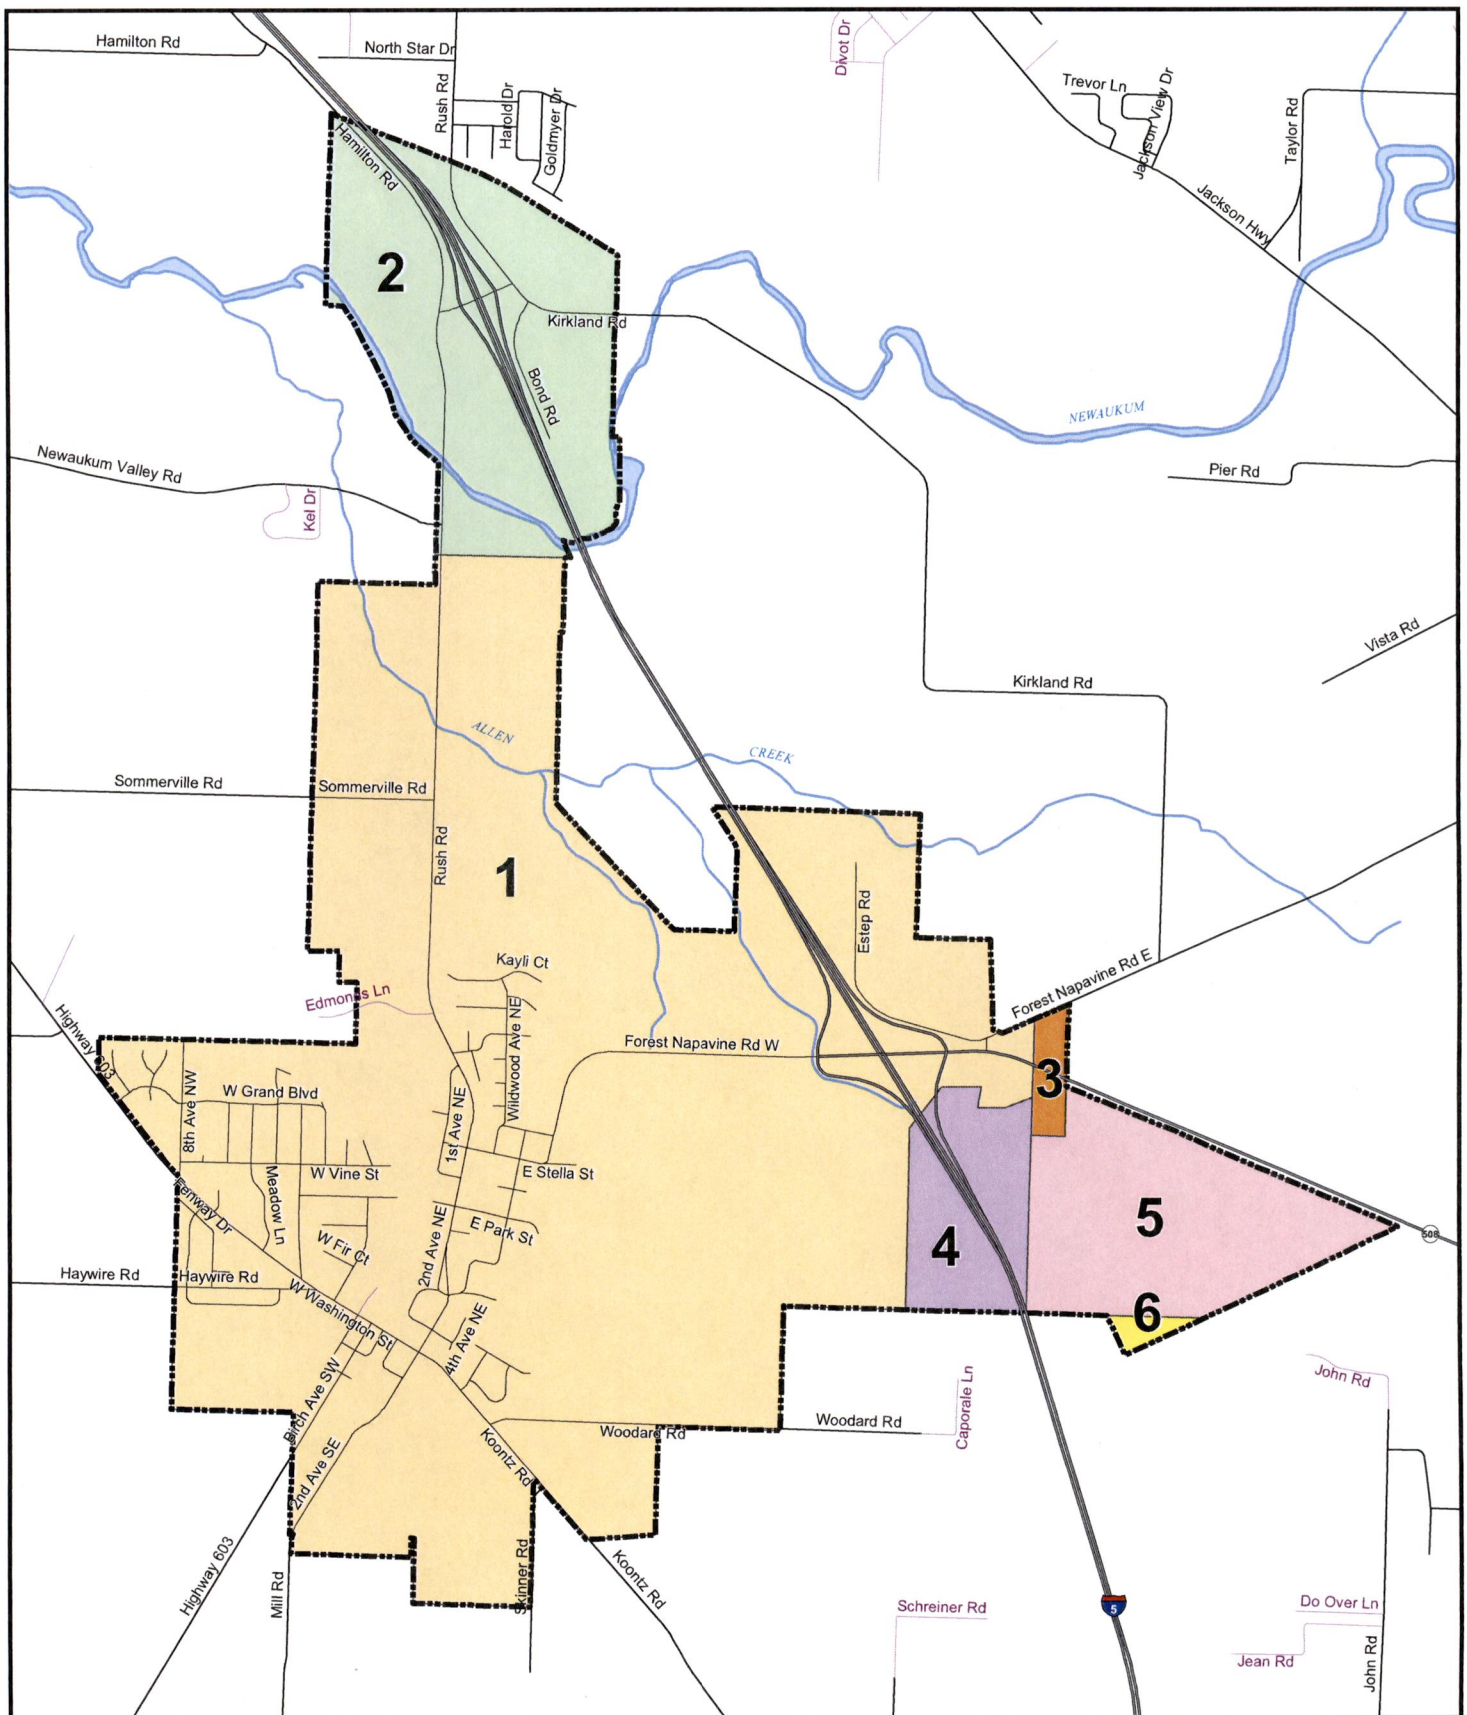 Hamilton Rd
North Star Dr
Rush Rd
Harold Dr
Goldmyer Dr
Divot Dr
Trevor Ln
Jackson View Dr
Taylor Rd
Jackson Hwy
Hamilton Rd
2
Kirkland Rd
Bond Rd
NEWAUKUM
Newaukum Valley Rd
Kel Dr
Pier Rd
Vista Rd
Kirkland Rd
ALLEN
CREEK
Sommerville Rd
Sommerville Rd
Rush Rd
1
Estep Rd
Kayli Ct
Edmonds Ln
Wildwood Ave NE
Forest Napavine Rd E
Highway 603
Forest Napavine Rd W
3
W Grand Blvd
8th Ave NW
1st Ave NE
W Vine St
E Stella St
Meadow Ln
Fenway Dr
W Fir Ct
2nd Ave NE
E Park St
4
5
508
Haywire Rd
Haywire Rd
W Washington St
4th Ave NE
6
Birch Ave SW
2nd Ave SE
Koontz Rd
Woodard Rd
Woodard Rd
Caporale Ln
John Rd
Highway 603
Mill Rd
Skinner Rd
Koontz Rd
Schreiner Rd
5
Do Over Ln
Jean Rd
John Rd